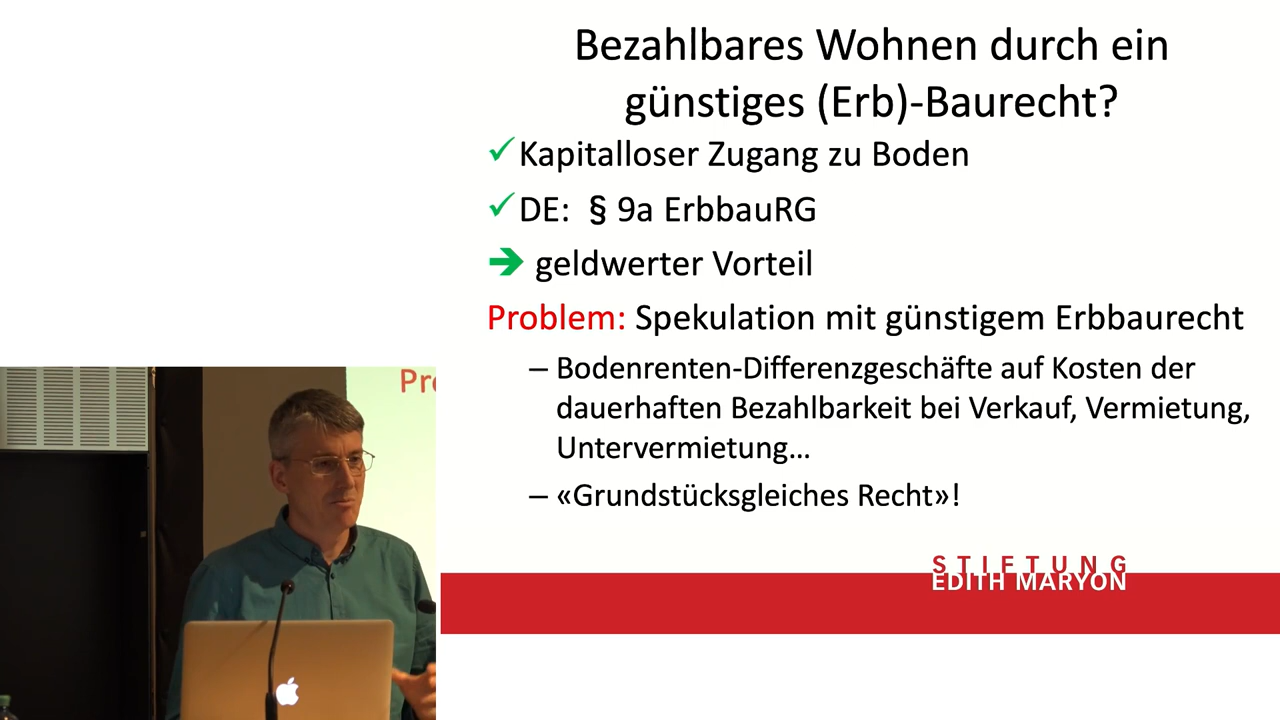 Bezahlbares Wohnen durch ein
günstiges (Erb)-Baurecht?
✓Kapitalloser Zugang zu Boden
✓DE: § 9a ErbbauRG
➔ geldwerter Vorteil
Problem: Spekulation mit günstigem Erbbaurecht
– Bodenrenten-Differenzgeschäfte auf Kosten der
dauerhaften Bezahlbarkeit bei Verkauf, Vermietung,
Untervermietung...
– «Grundstücksgleiches Recht»!
STIFTUNG
EDITH MARYON